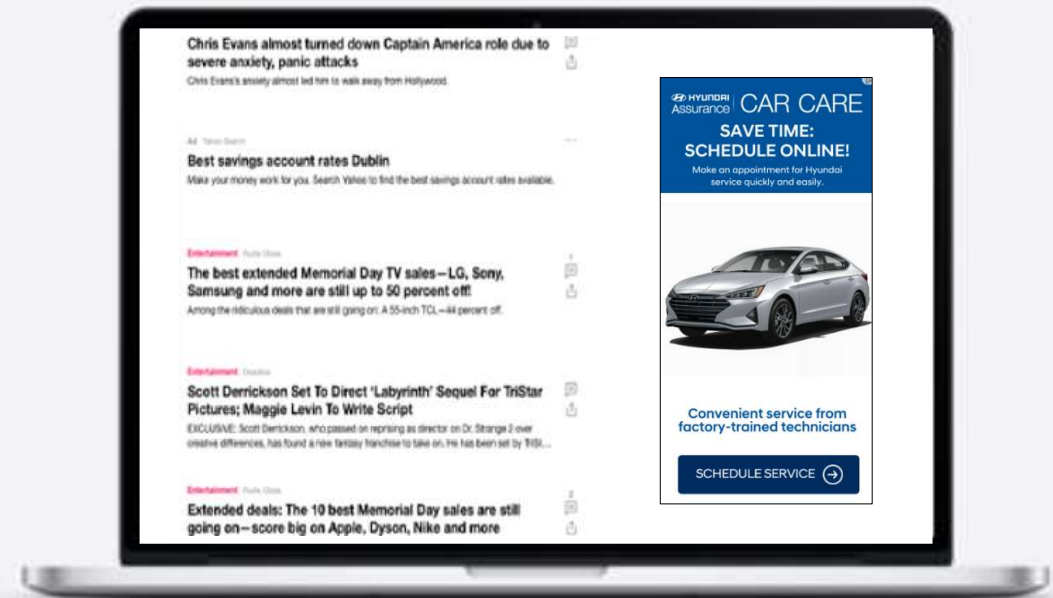 Chris Evans almost turned down Captain America role due to
severe anxiety, panic attacks
Chris Evans's anxiety almost led him to walk away from Hollywood.
Ad Yahoo Search
Best savings account rates Dublin
Make your money work for you. Search Yahoo to find the best savings account rates available.
Entertainment
The best extended Memorial Day TV sales—LG, Sony,
Samsung and more are still up to 50 percent off!
Among the ridiculous deals that are still going on: A 55-inch TCL—44 percent off.
Entertainment Deadline
Scott Derrickson Set To Direct 'Labyrinth' Sequel For TriStar
Pictures; Maggie Levin To Write Script
EXCLUSIVE: Scott Derrickson, who passed on reprising as director on Dr. Strange 2 over
creative differences, has found a new fantasy franchise to take on. He has been set by TriSt...
Entertainment
2
Extended deals: The 10 best Memorial Day sales are still
going on—score big on Apple, Dyson, Nike and more
HYUNDAI
Assurance CAR CARE
SAVE TIME:
SCHEDULE ONLINE!
Make an appointment for Hyundai
service quickly and easily.
Convenient service from
factory-trained technicians
SCHEDULE SERVICE